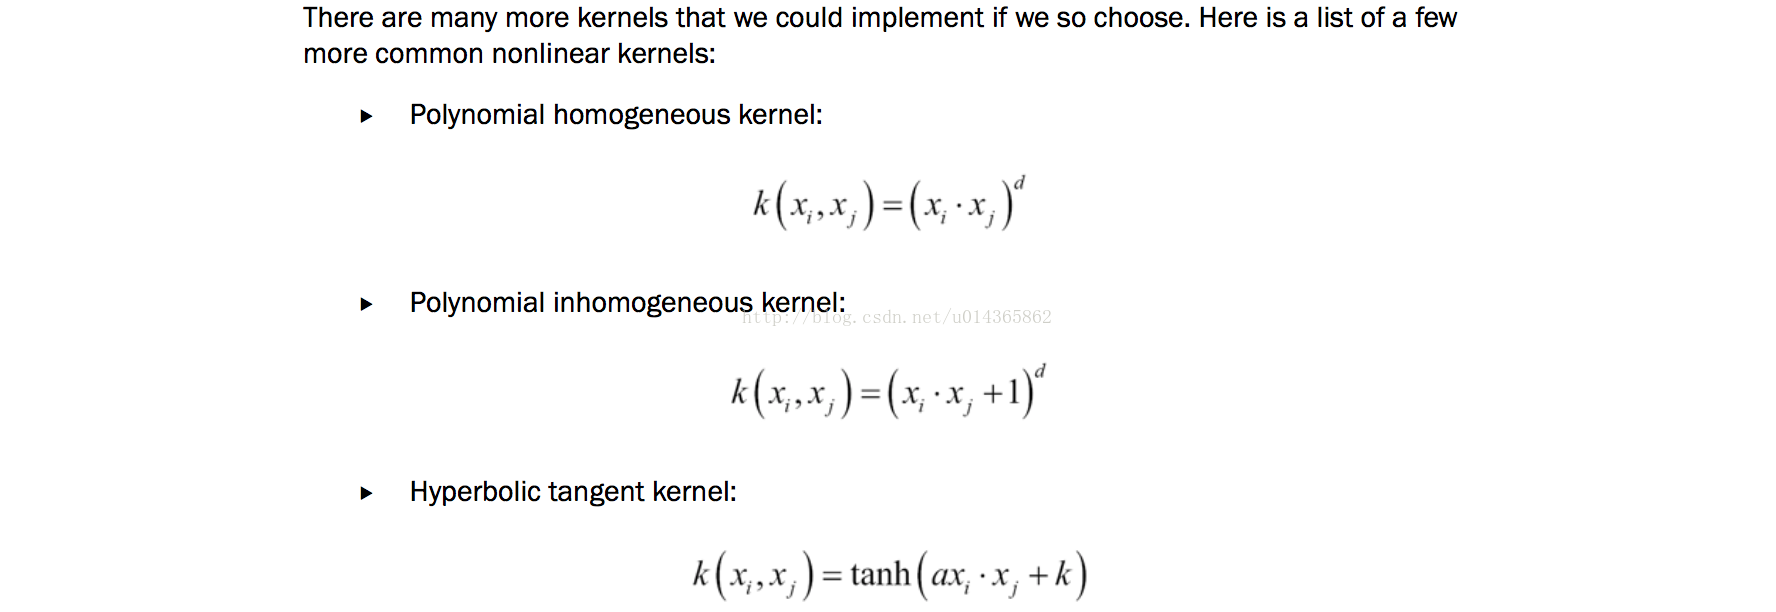 There are many more kernels that we could implement if we so choose. Here is a list of a few
more common nonlinear kernels:
▶ Polynomial homogeneous kernel:
k(x_i, x_j) = (x_i · x_j)^d
▶ Polynomial inhomogeneous kernel:
http://blog.csdn.net/u014365862
k(x_i, x_j) = (x_i · x_j + 1)^d
▶ Hyperbolic tangent kernel:
k(x_i, x_j) = tanh(ax_i · x_j + k)